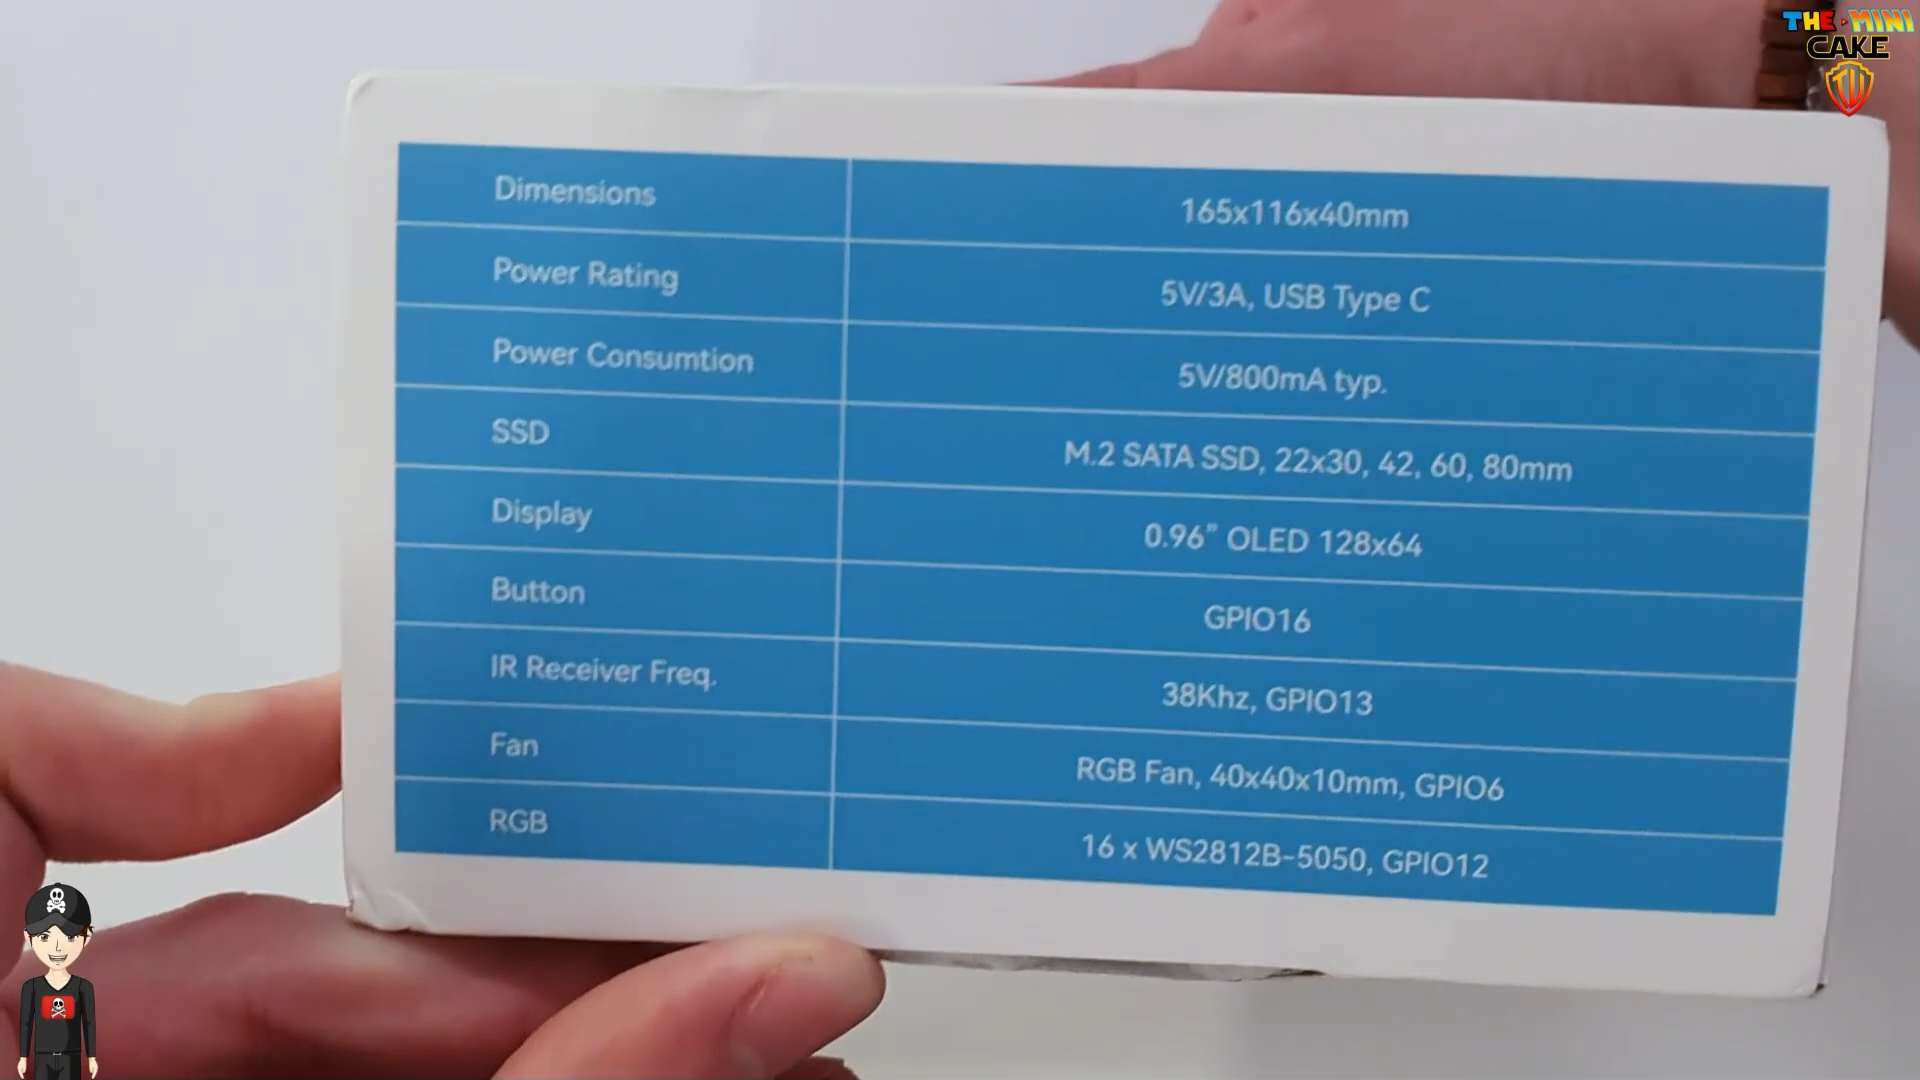 THE MINI
CAKE
Dimensions 165x116x40mm
Power Rating 5V/3A, USB Type C
Power Consumtion 5V/800mA typ.
SSD M.2 SATA SSD, 22x30, 42, 60, 80mm
Display 0.96” OLED 128x64
Button GPIO16
IR Receiver Freq. 38Khz, GPIO13
Fan RGB Fan, 40x40x10mm, GPIO6
RGB 16 x WS2812B-5050, GPIO12